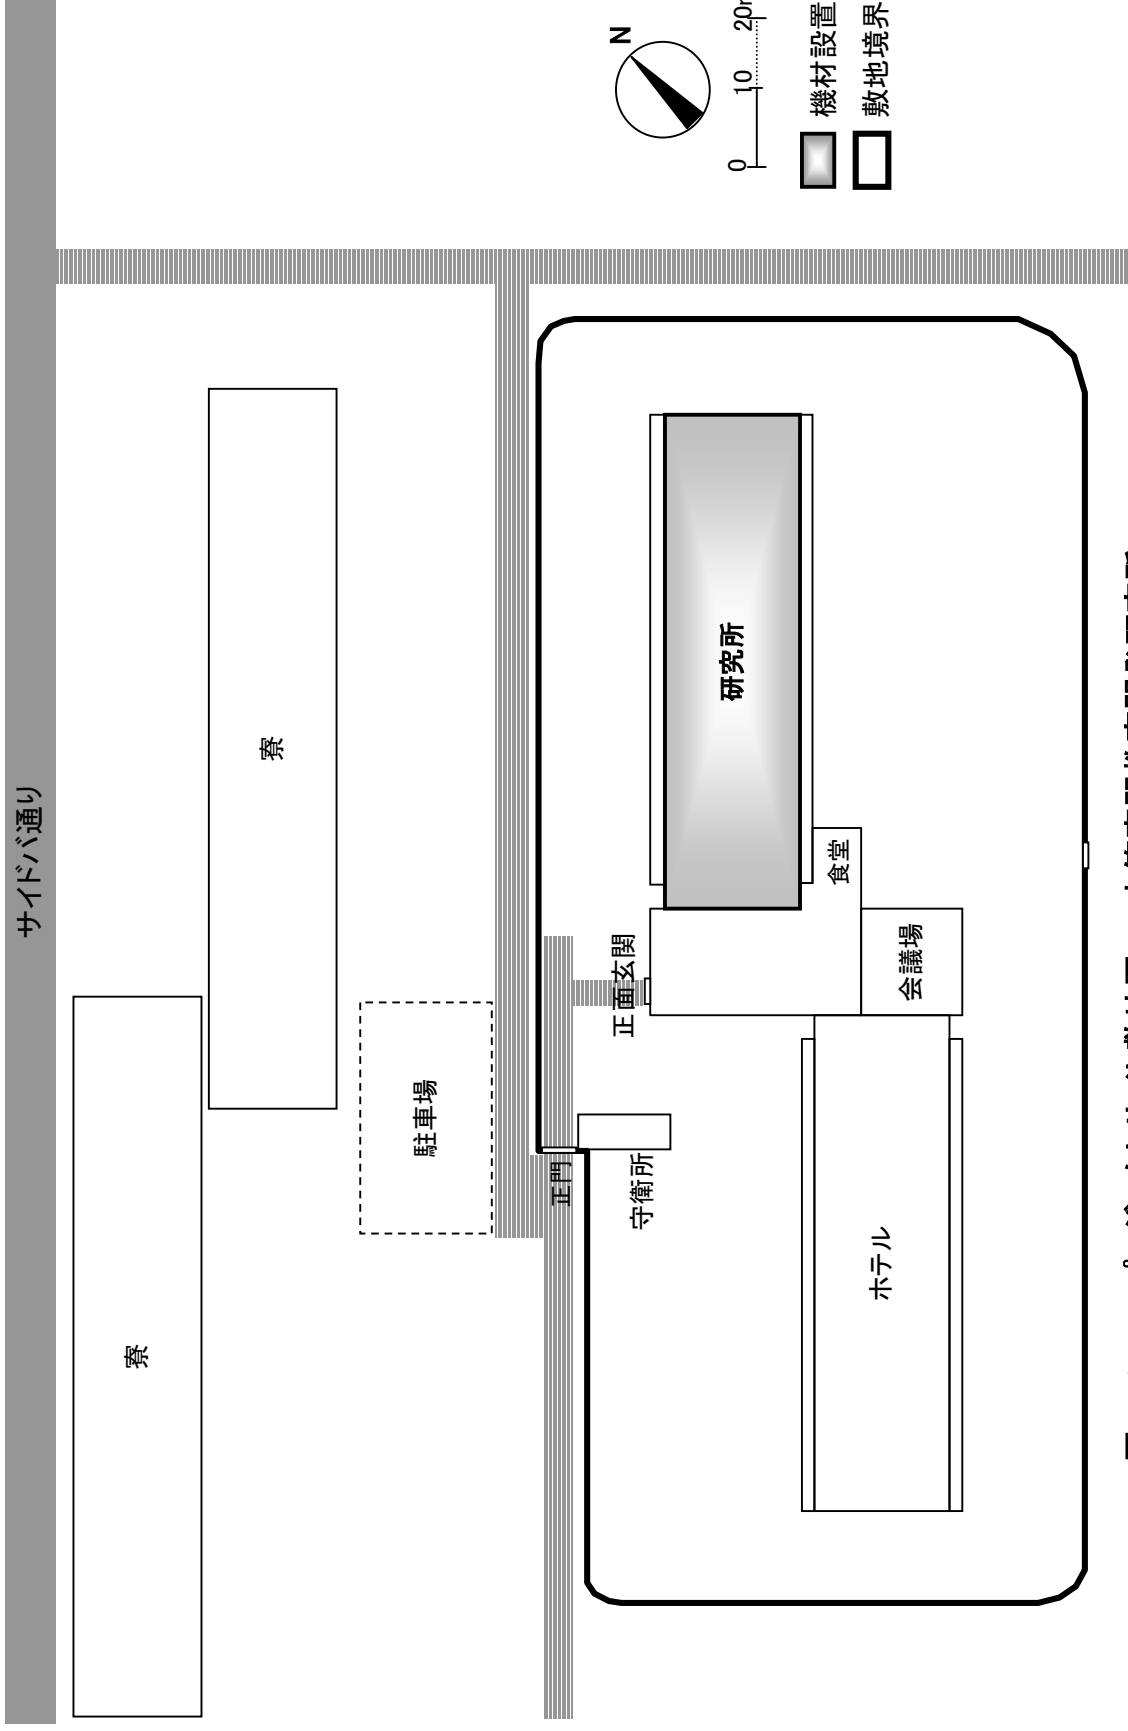 サイドバ通り
寮
寮
駐車場
正門
守衛所
正面玄関
研究所
食堂
会議場
ホテル
N
0 10 20m
機材設置
敷地境界